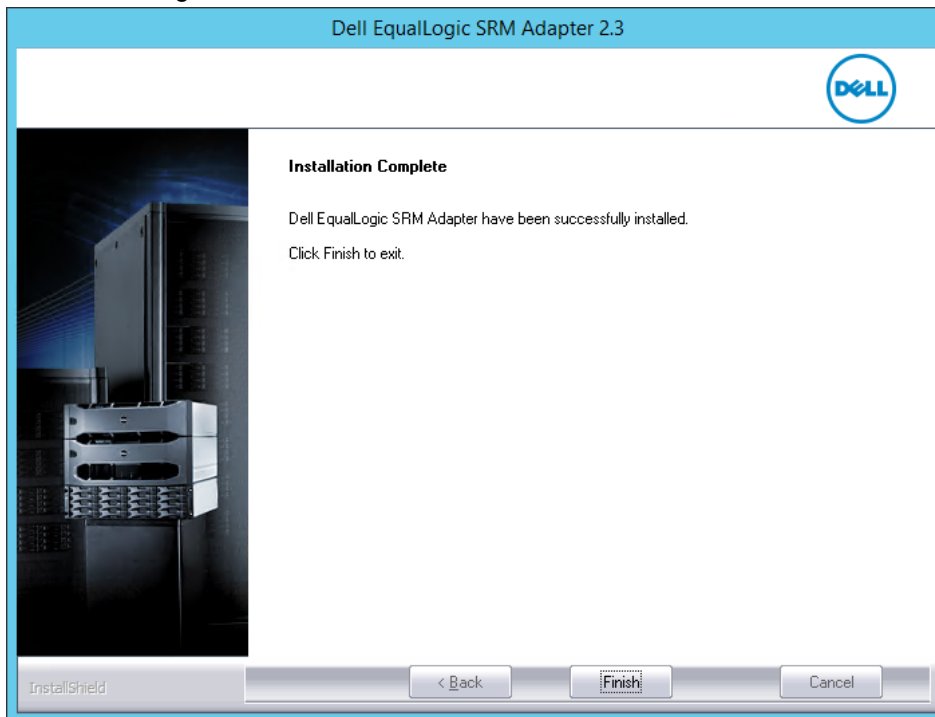 Dell EqualLogic SRM Adapter 2.3
DELL
Installation Complete
Dell EqualLogic SRM Adapter have been successfully installed.
Click Finish to exit.
InstallShield
< Back
Finish
Cancel